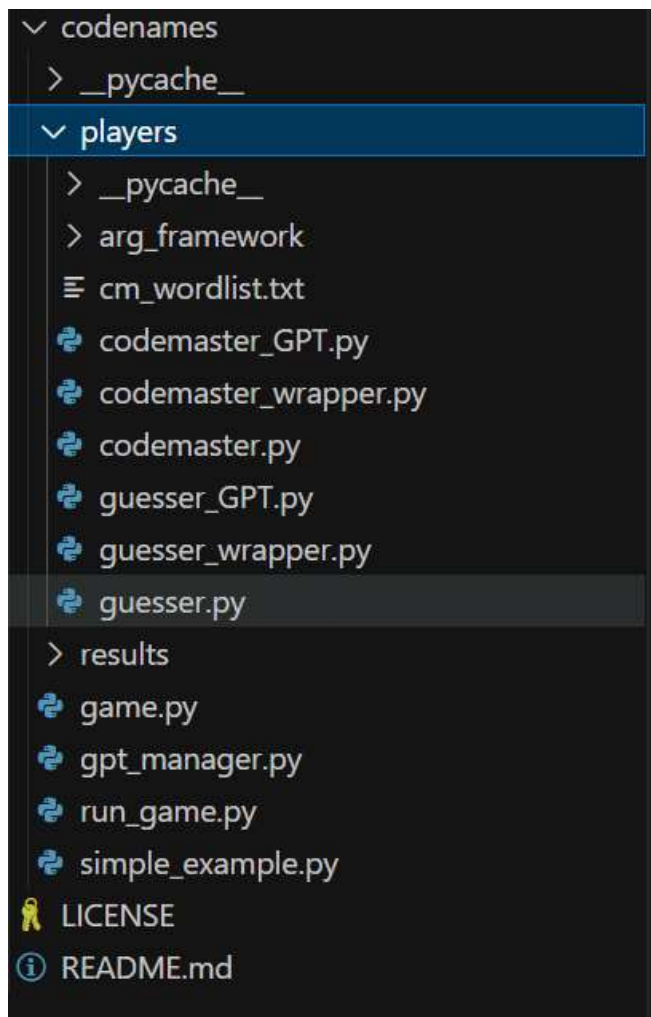 codenames
__pycache__
players
__pycache__
arg_framework
cm_wordlist.txt
codemaster_GPT.py
codemaster_wrapper.py
codemaster.py
guesser_GPT.py
guesser_wrapper.py
guesser.py
results
game.py
gpt_manager.py
run_game.py
simple_example.py
LICENSE
README.md